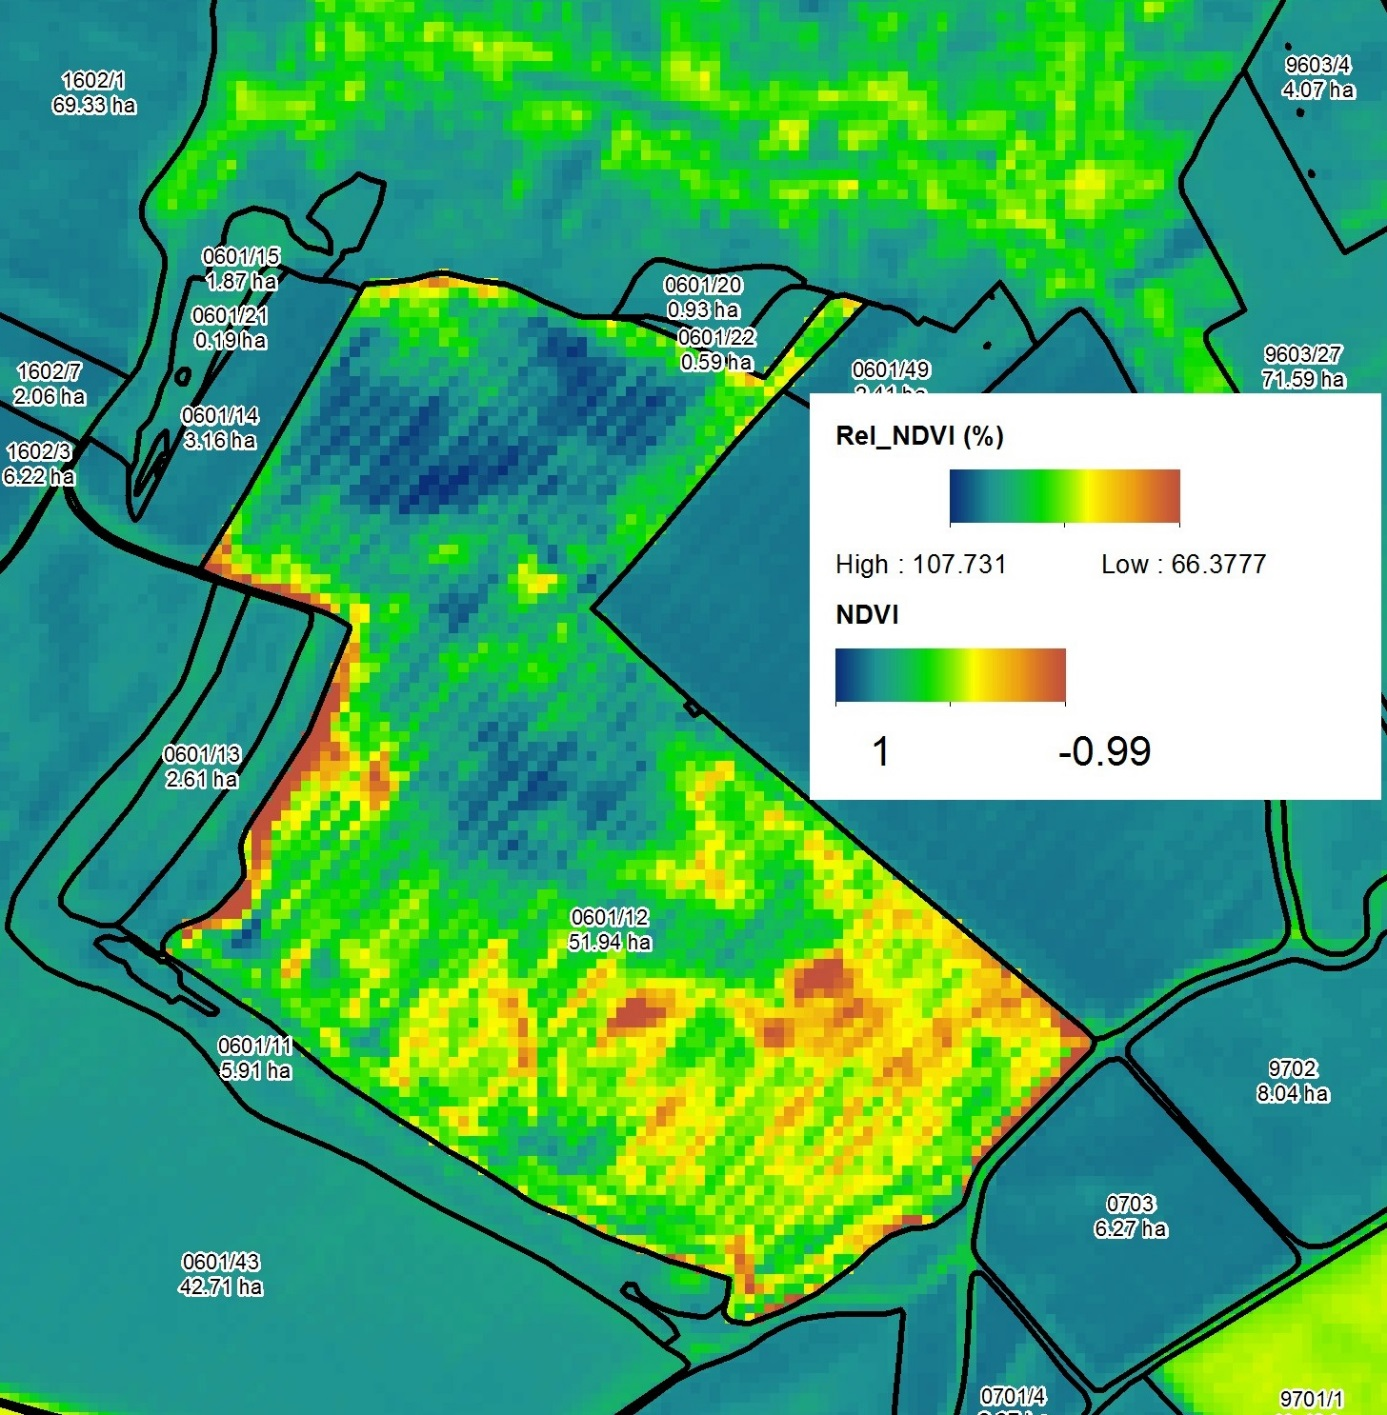 1602/1
69.33 ha
9603/4
4.07 ha
0601/15
1.87 ha
0601/21
0.19 ha
0601/20
0.93 ha
0601/22
0.59 ha
1602/7
2.06 ha
0601/14
3.16 ha
0601/49
9603/27
71.59 ha
1602/3
6.22 ha
Rel_NDVI (%)
High : 107.731 Low : 66.3777
NDVI
1 -0.99
0601/13
2.61 ha
0601/12
51.94 ha
0601/11
5.91 ha
9702
8.04 ha
0703
6.27 ha
0601/43
42.71 ha
0701/4
9701/1